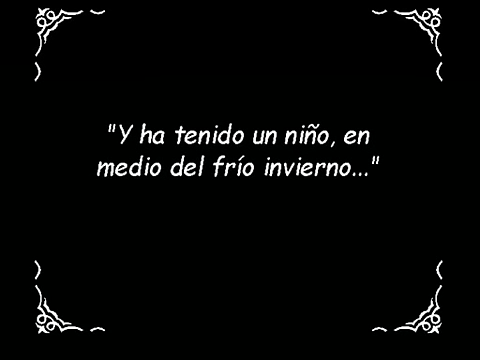 "Y ha tenido un niño, en
medio del frío invierno..."